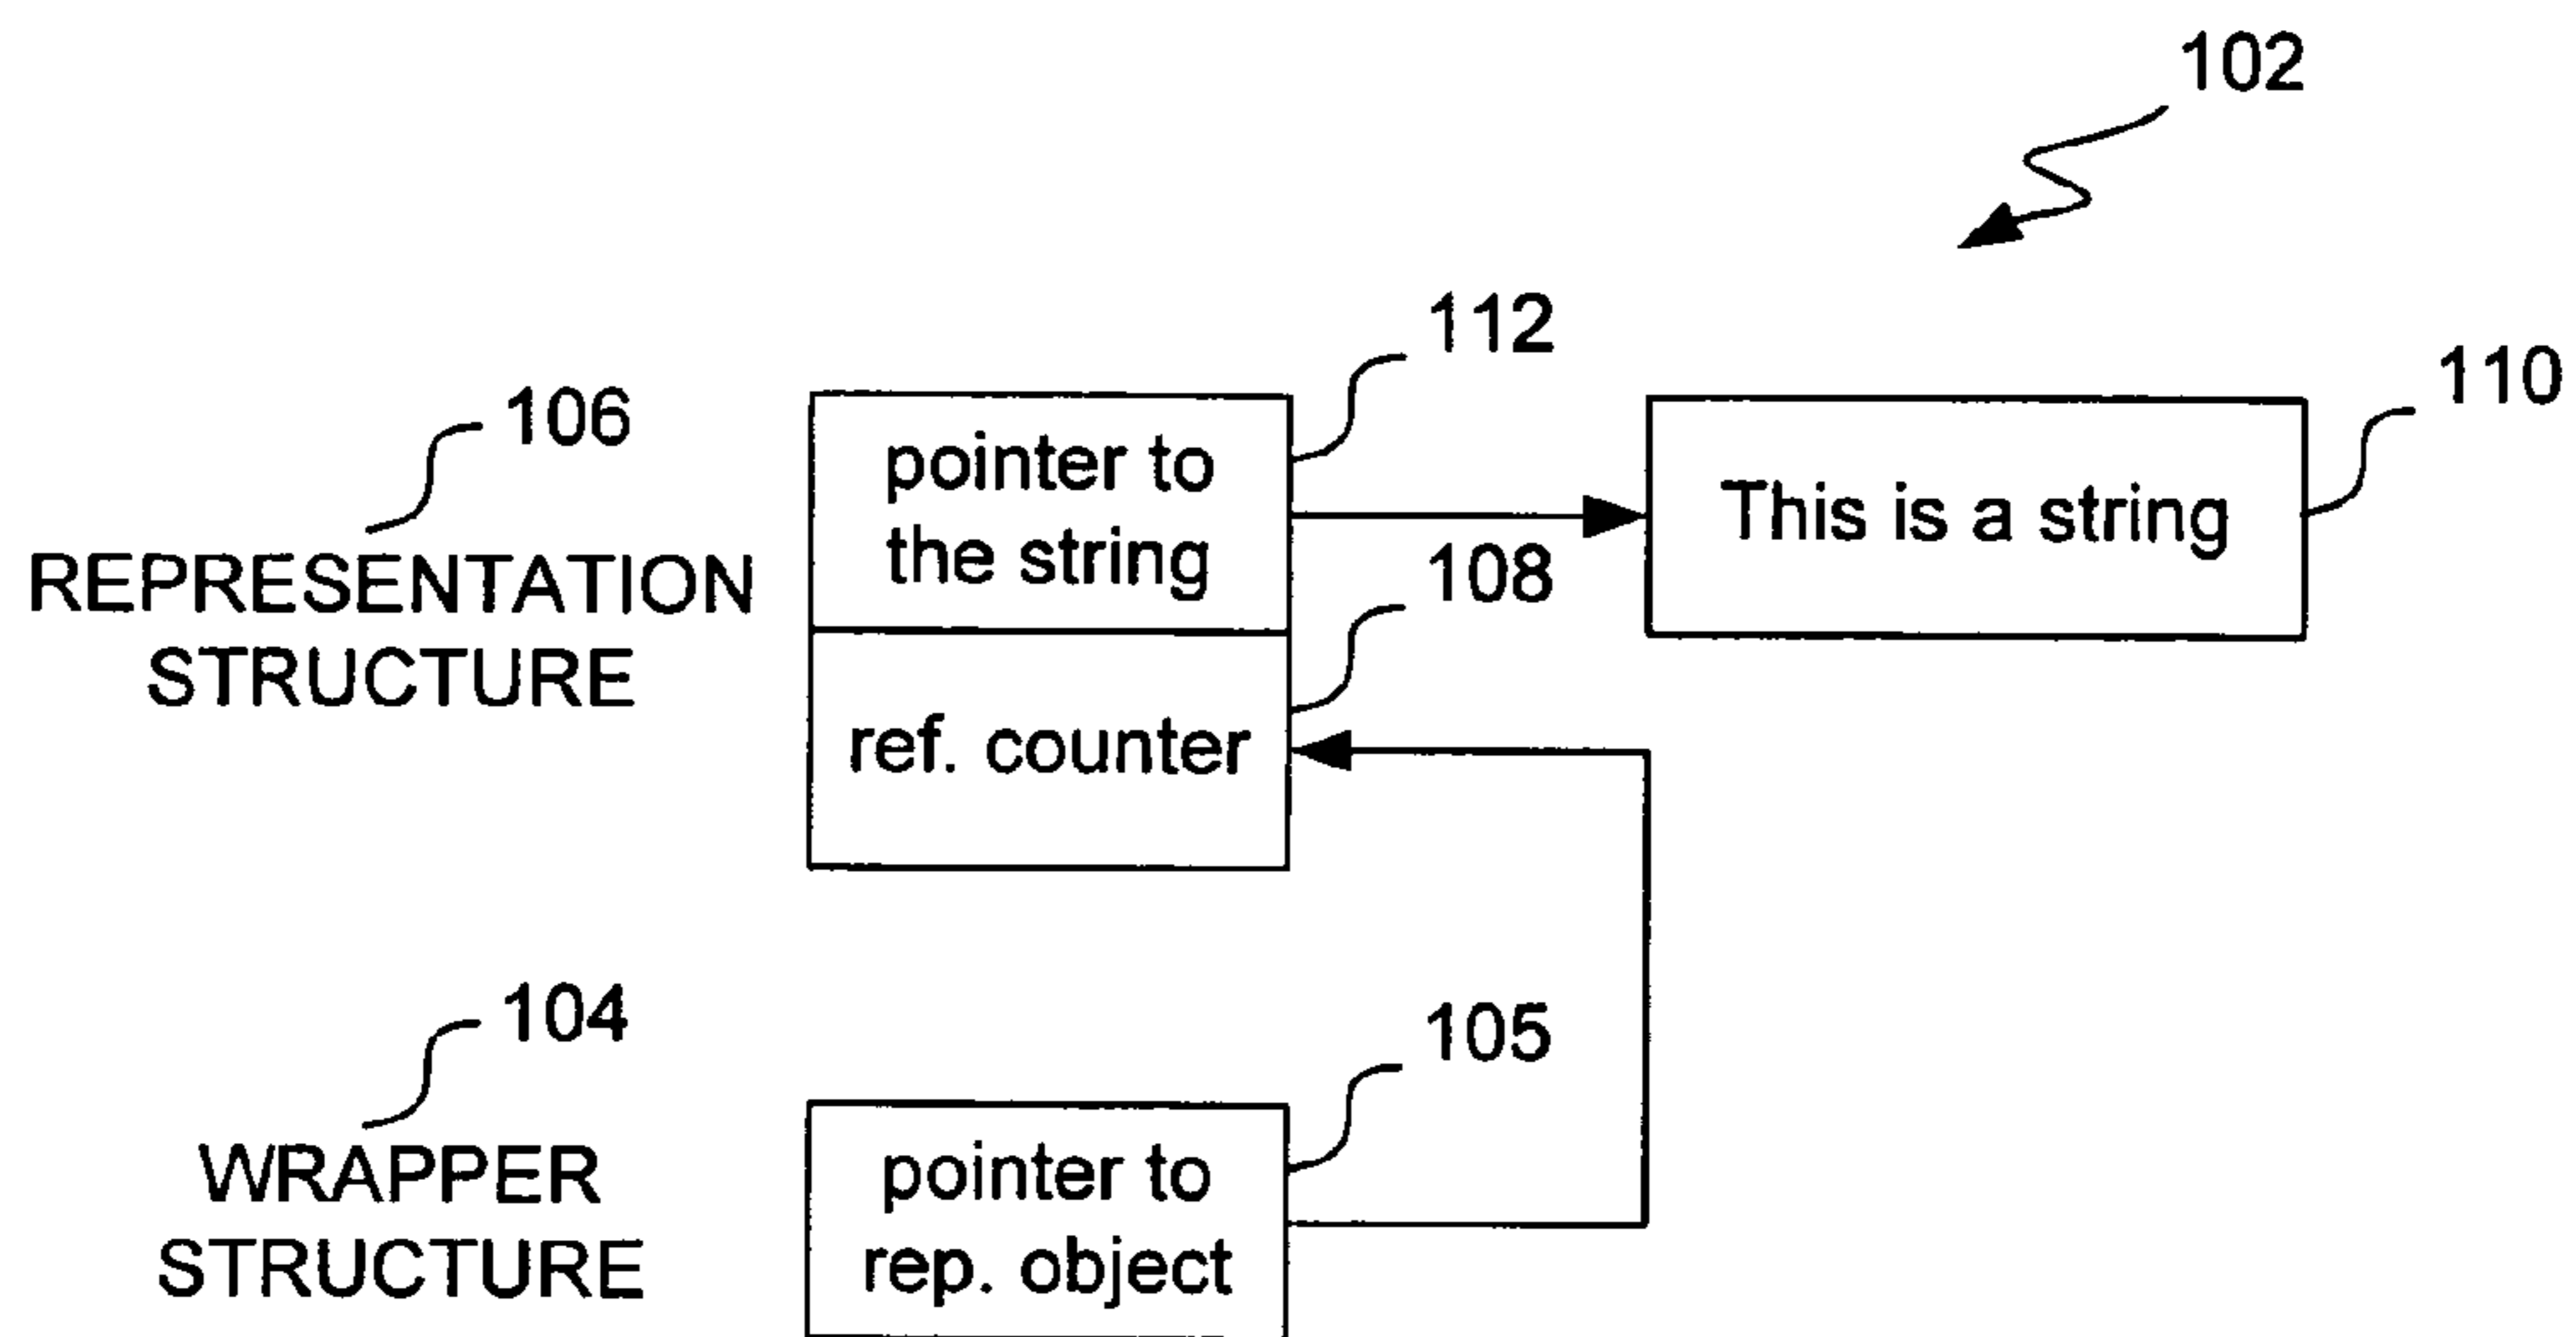 102
112
110
106
pointer to
the string
This is a string
108
REPRESENTATION
STRUCTURE
ref. counter
104
105
WRAPPER
STRUCTURE
pointer to
rep. object